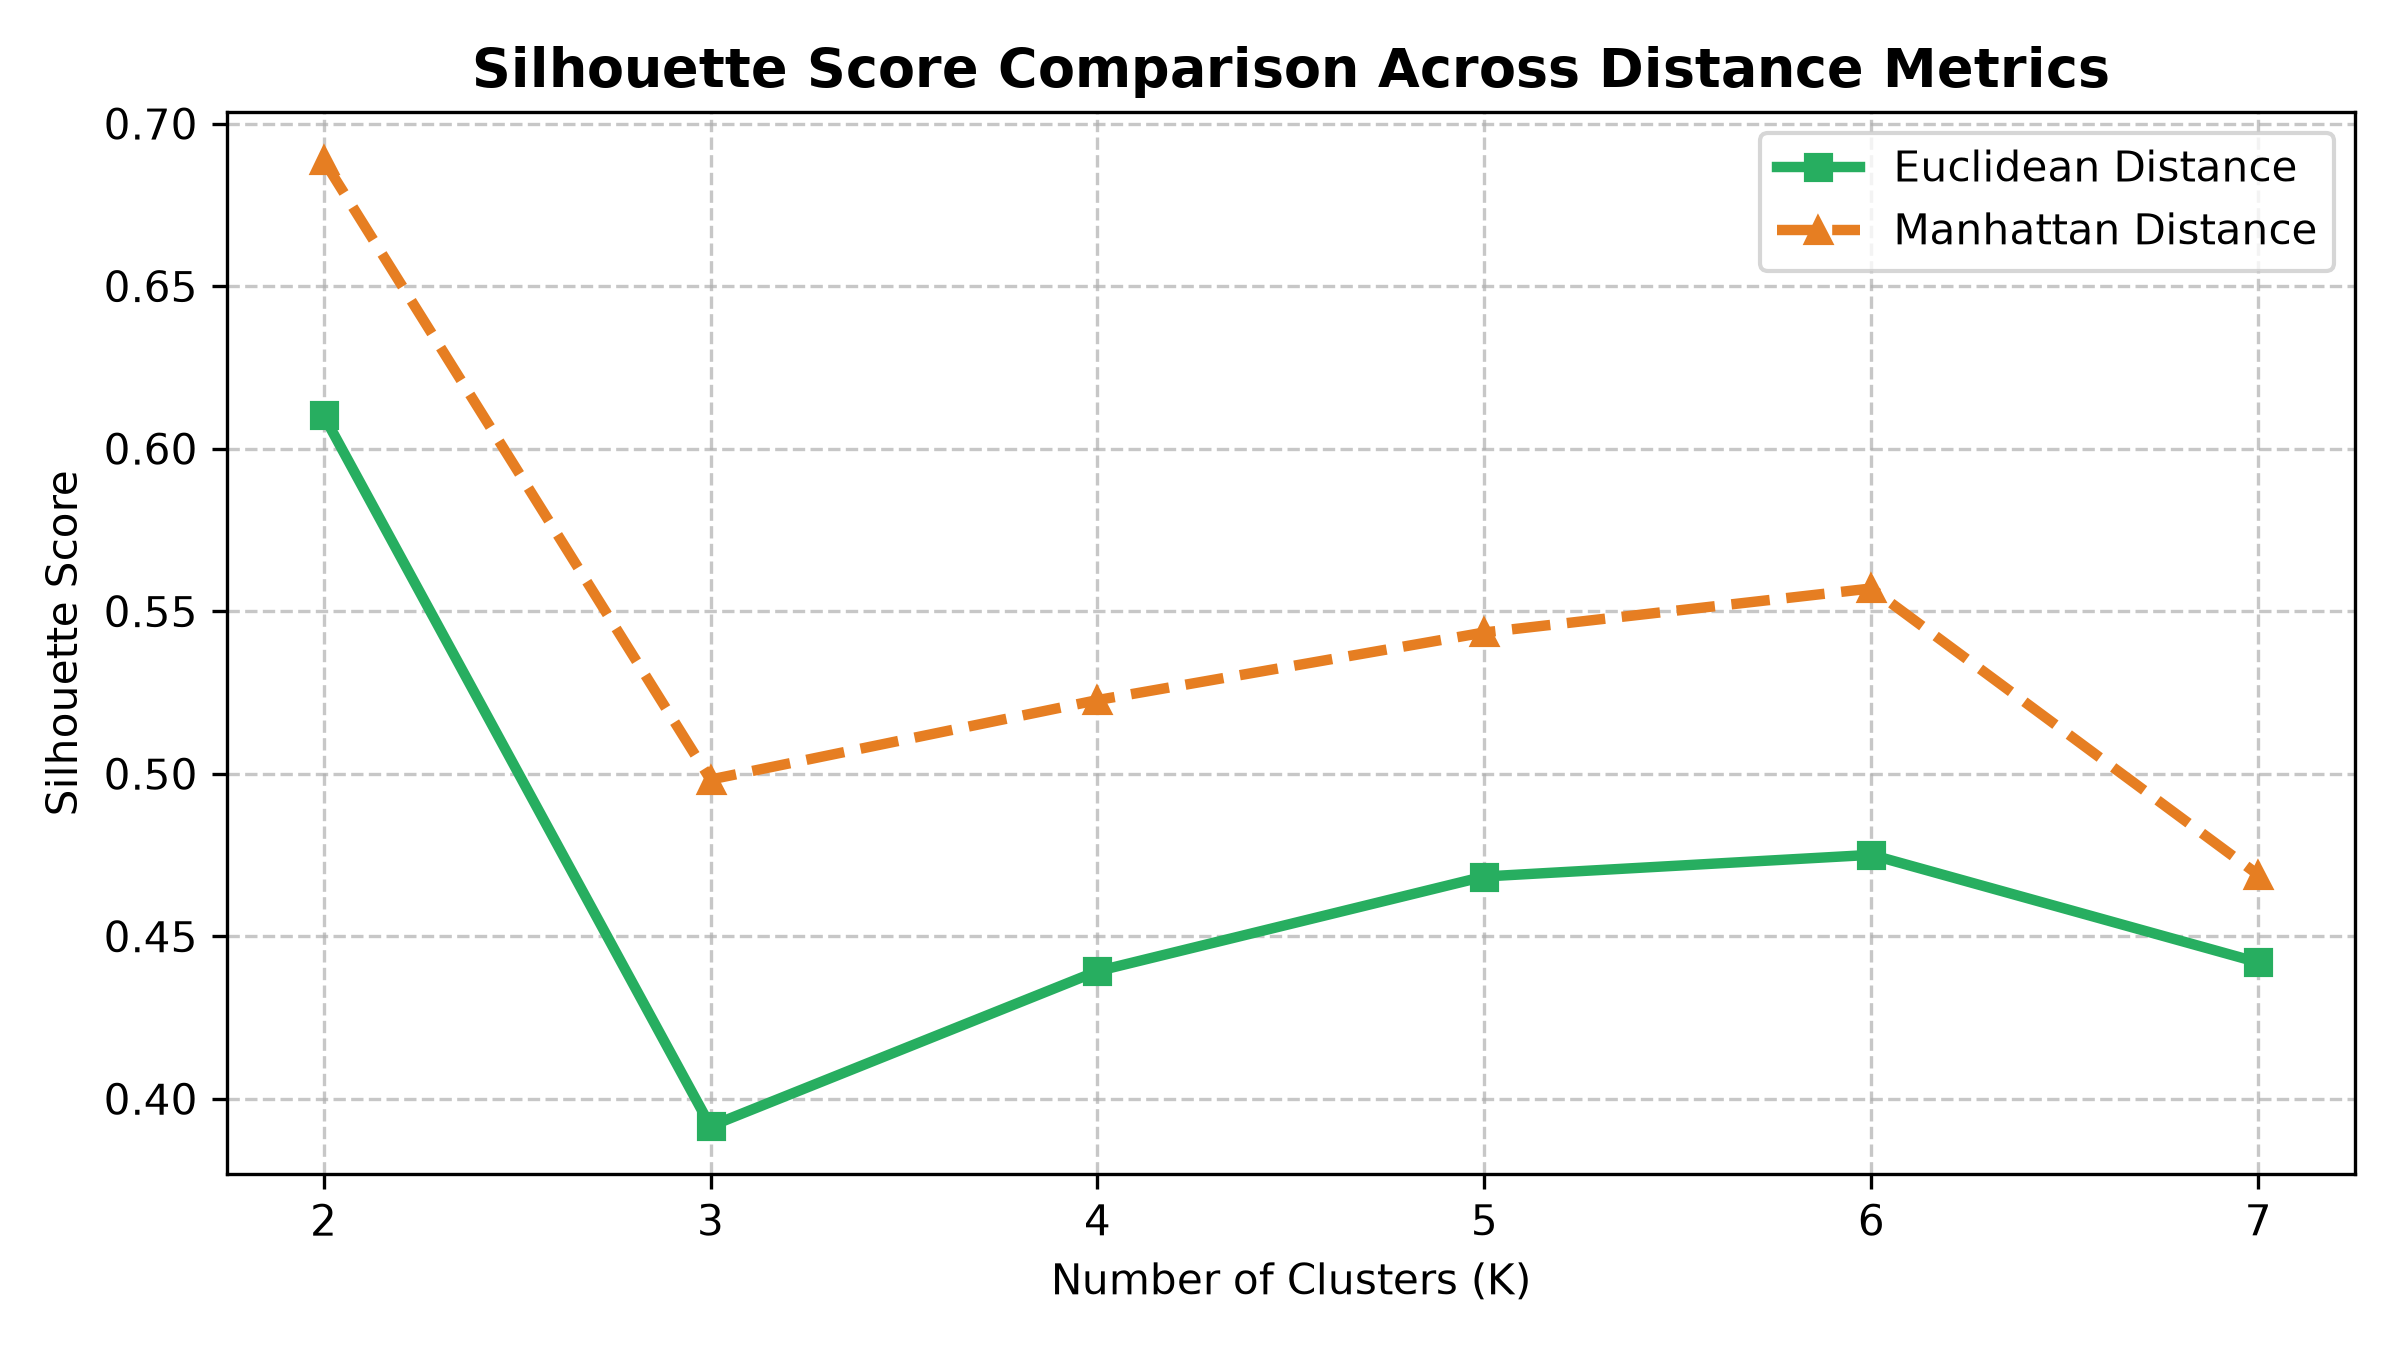 Silhouette Score Comparison Across Distance Metrics
0.70
0.65
0.60
0.55
0.50
0.45
0.40
Silhouette Score
Euclidean Distance
Manhattan Distance
2 3 4 5 6 7
Number of Clusters (K)